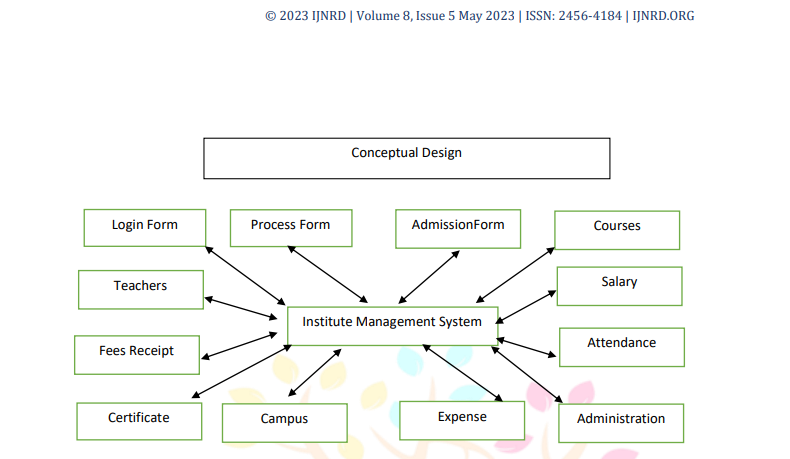 © 2023 IJNRD | Volume 8, Issue 5 May 2023 | ISSN: 2456-4184 | IJNRD.ORG
Conceptual Design
Login Form
Process Form
AdmissionForm
Courses
Teachers
Salary
Institute Management System
Fees Receipt
Attendance
Certificate
Campus
Expense
Administration